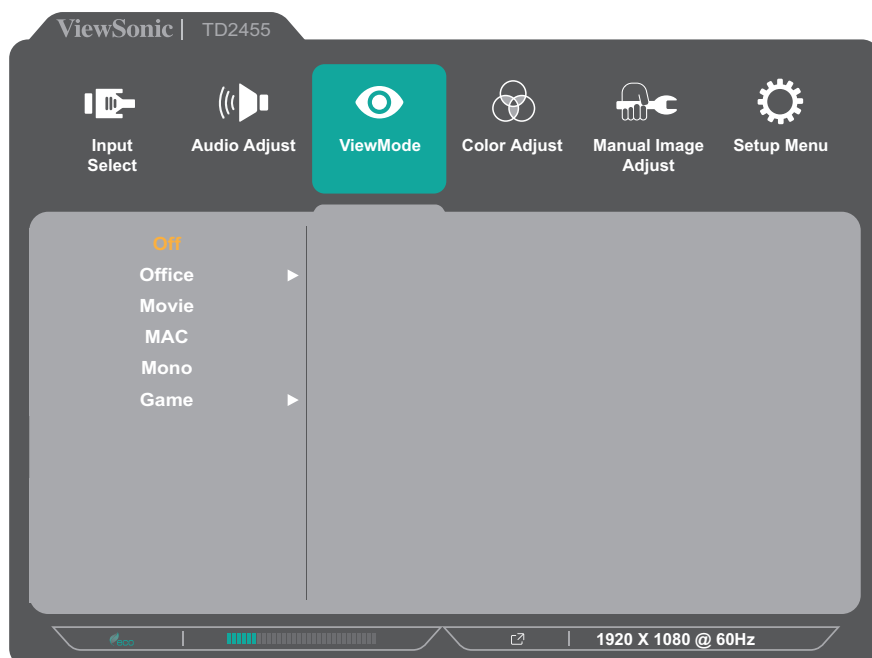 ViewSonic | TD2455
Input Select
Audio Adjust
ViewMode
Color Adjust
Manual Image Adjust
Setup Menu
Off
Office
Movie
MAC
Mono
Game
eco
1920 X 1080 @ 60Hz